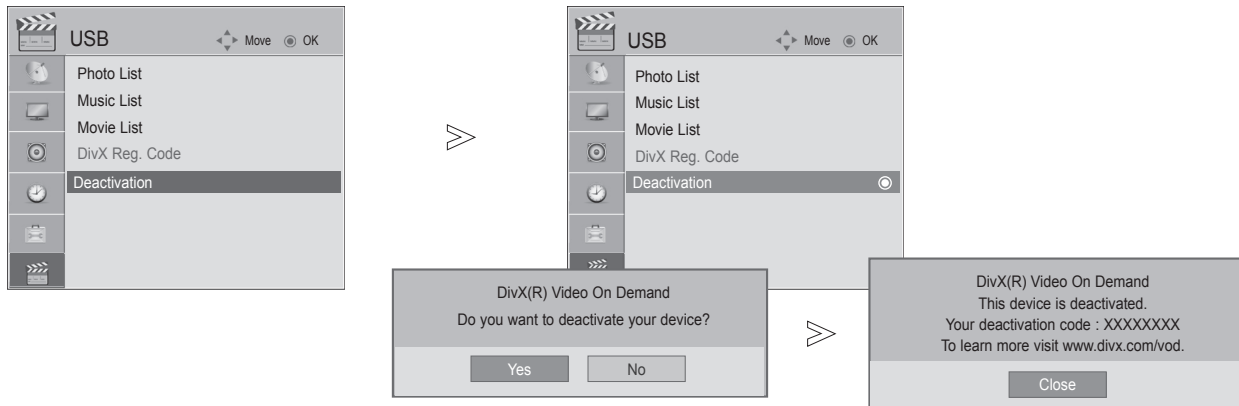 USB
Move
OK
Photo List
Music List
Movie List
DivX Reg. Code
Deactivation
USB
Move
OK
Photo List
Music List
Movie List
DivX Reg. Code
Deactivation
DivX(R) Video On Demand
Do you want to deactivate your device?
Yes
No
DivX(R) Video On Demand
This device is deactivated.
Your deactivation code : XXXXXXXX
To learn more visit www.divx.com/vod.
Close